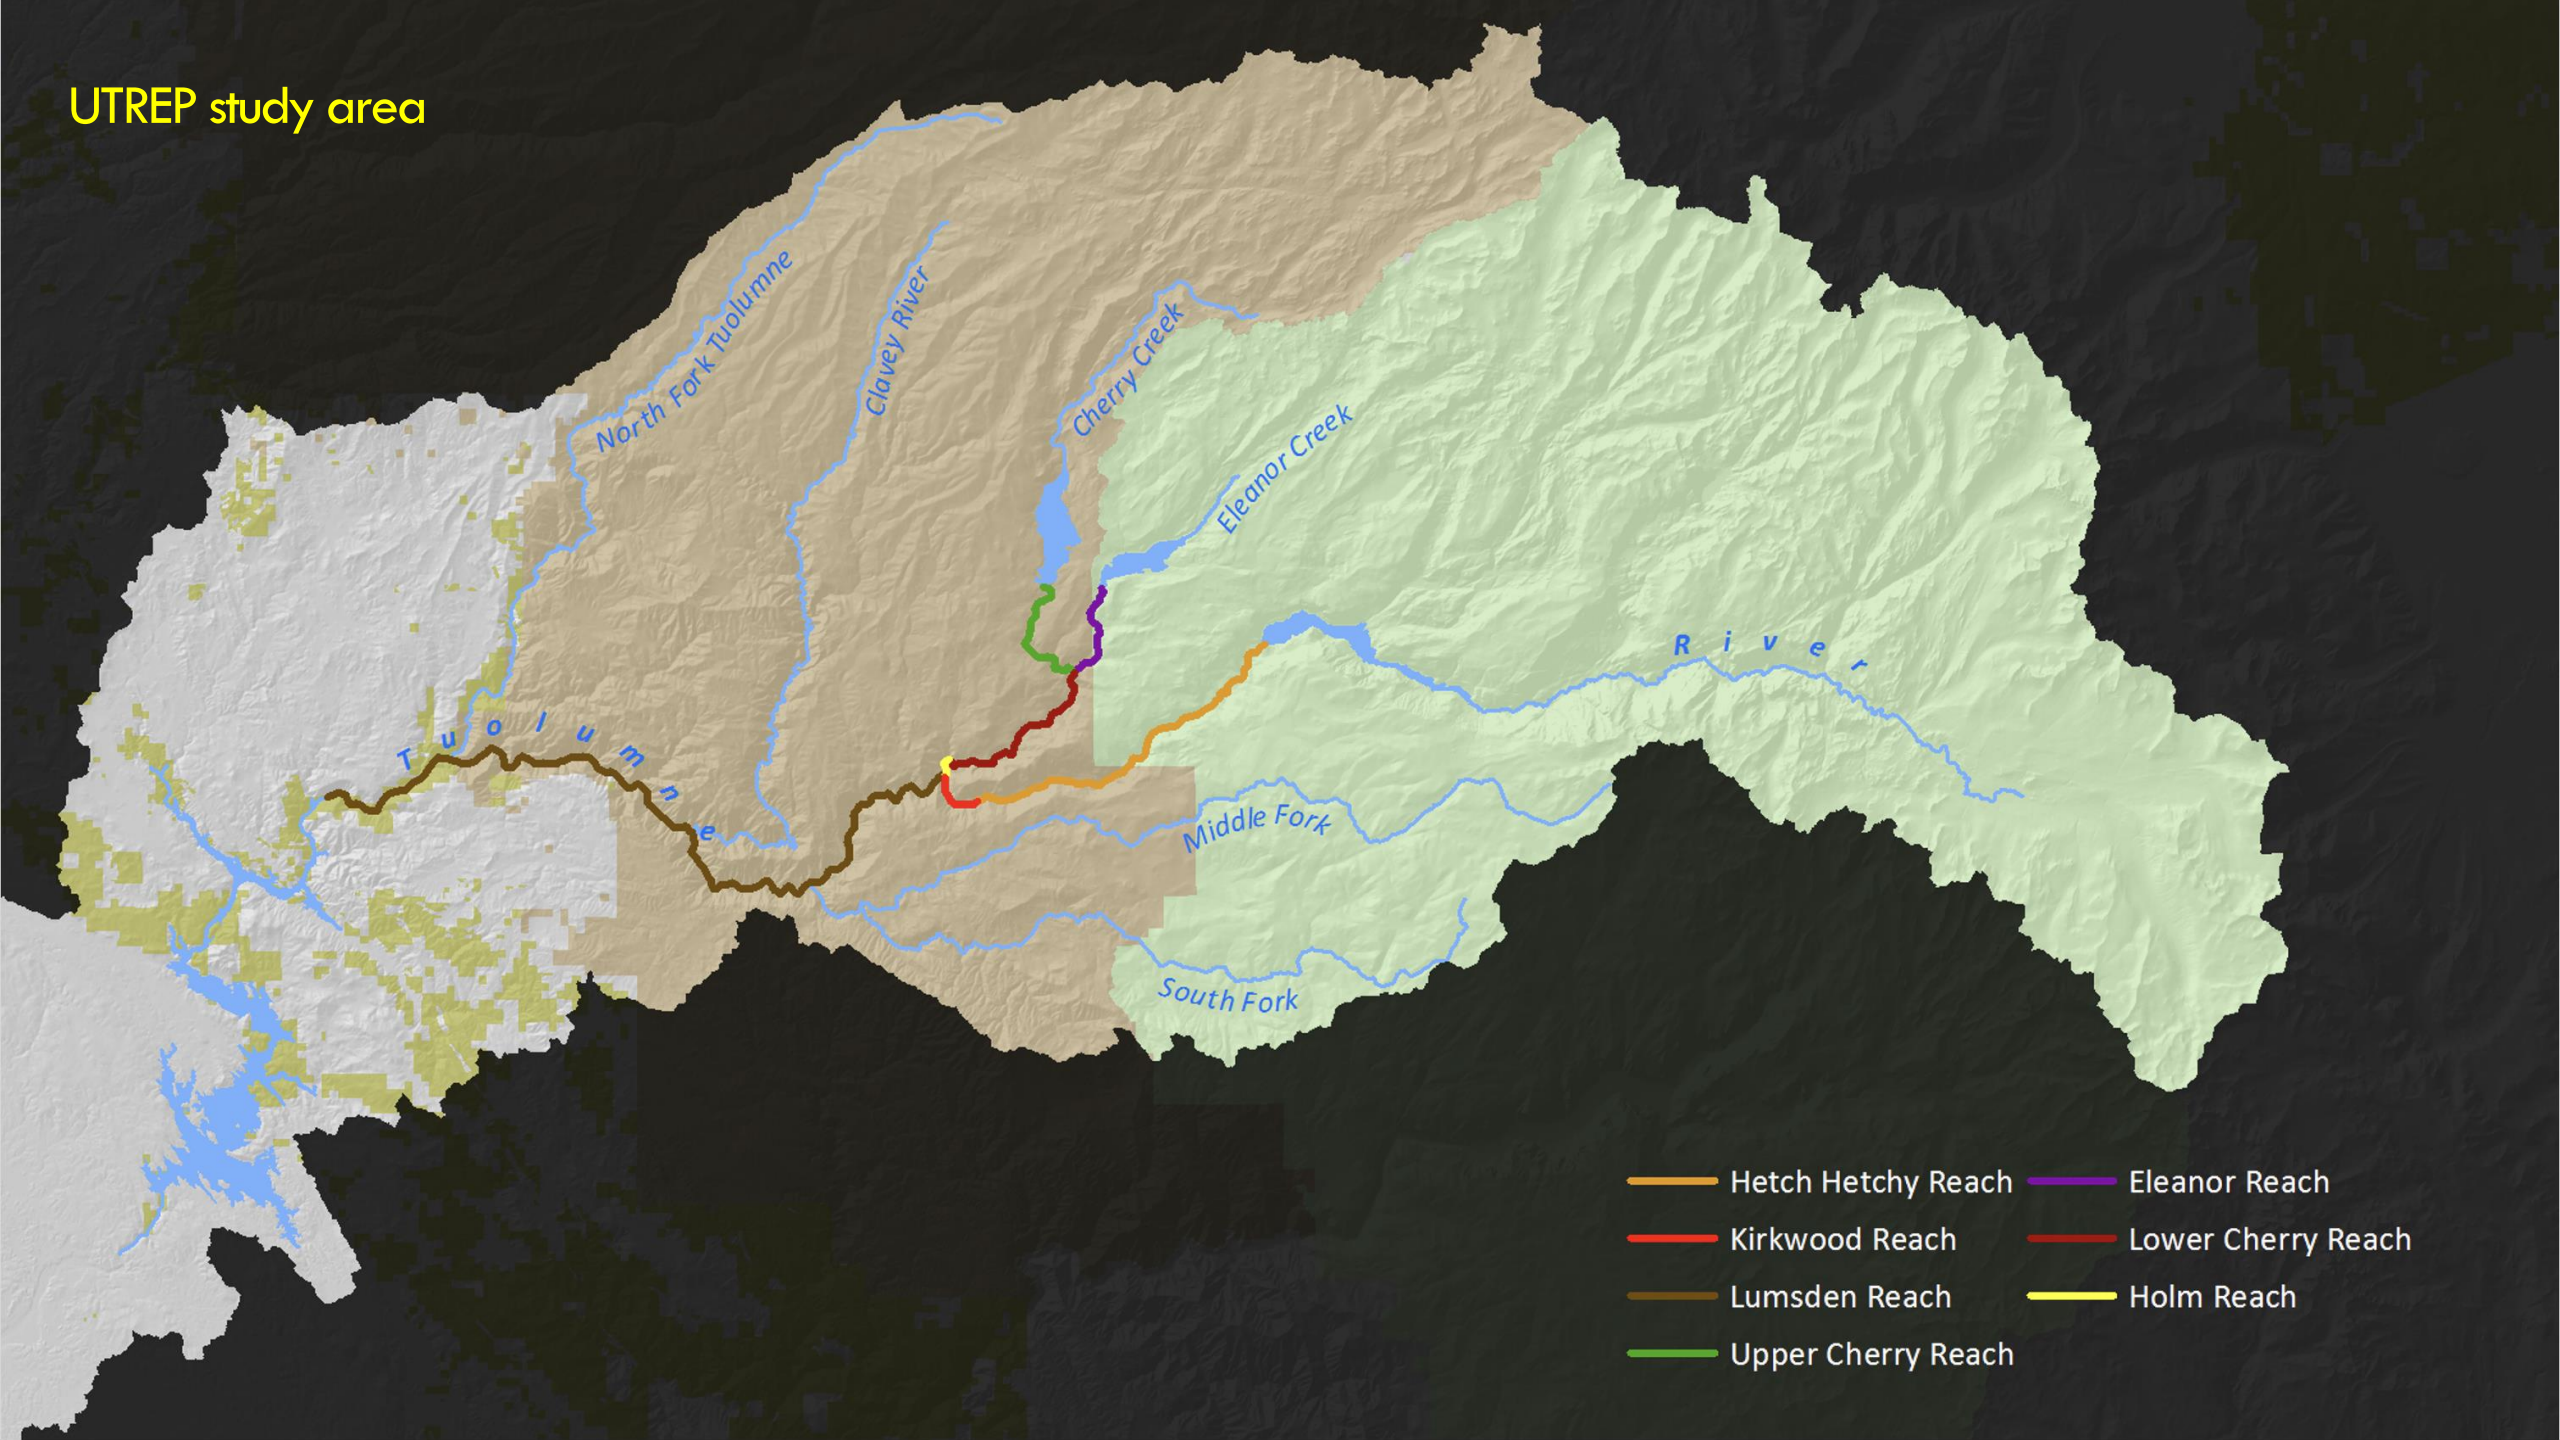 UTREP study area
North Fork Tuolumne
Clavey River
Cherry Creek
Eleanor Creek
Tuolumne River
Middle Fork
South Fork
Hetch Hetchy Reach
Eleanor Reach
Kirkwood Reach
Lower Cherry Reach
Lumsden Reach
Holm Reach
Upper Cherry Reach